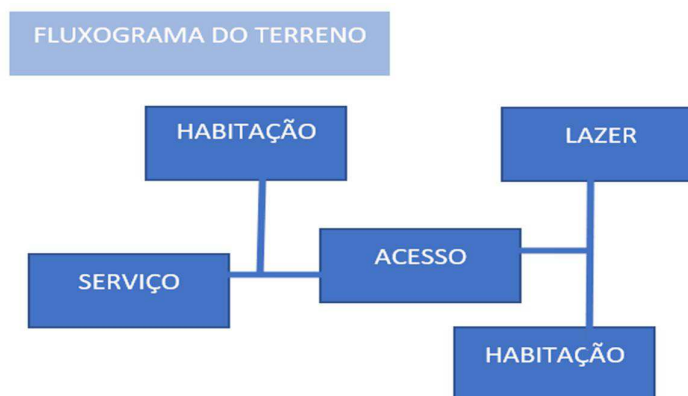 FLUXOGRAMA DO TERRENO
HABITAÇÃO
LAZER
ACESSO
SERVIÇO
HABITAÇÃO